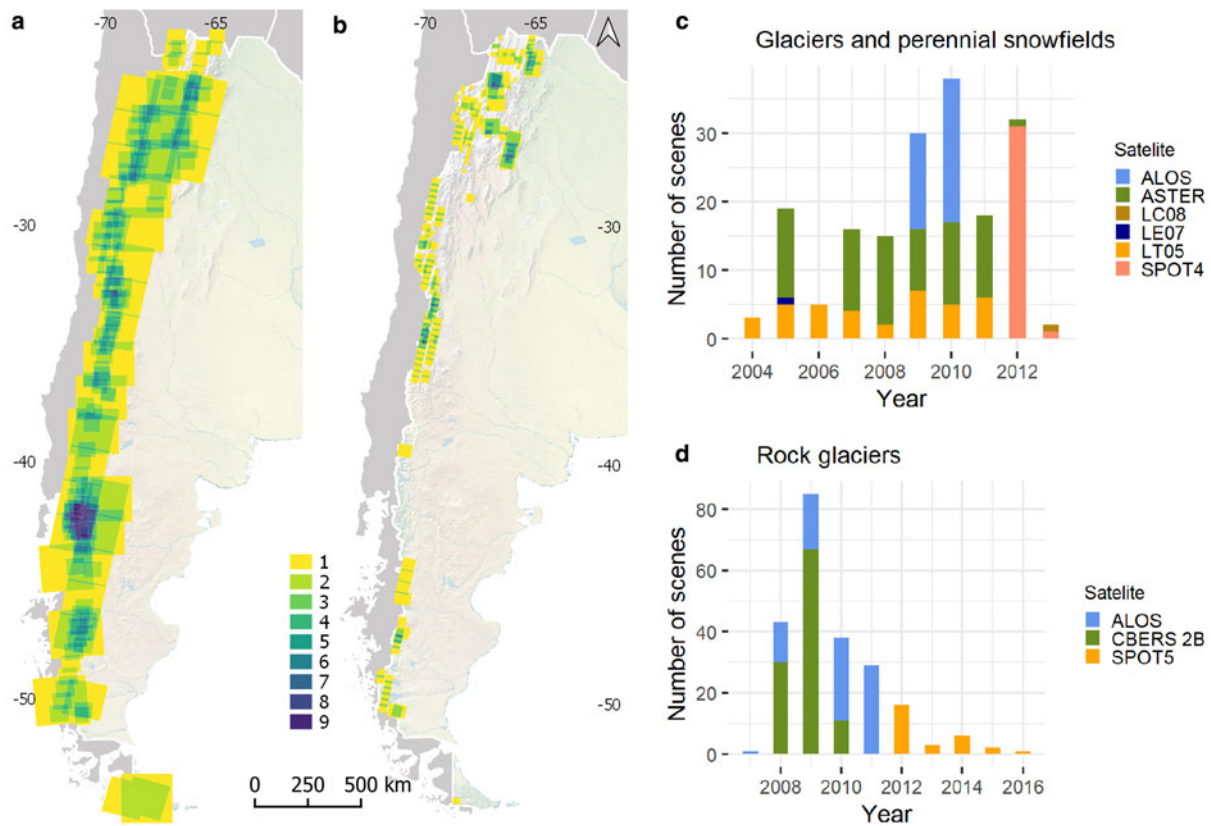 a
-70
-65
-30
-40
-50
b
-70
-65
-30
-40
-50
1
2
3
4
5
6
7
8
9
0 250 500 km
c
Glaciers and perennial snowfields
Number of scenes
30
20
10
0
2004 2006 2008 2010 2012
Year
Satelite
ALOS
ASTER
LC08
LE07
LT05
SPOT4
d
Rock glaciers
Number of scenes
80
60
40
20
0
2008 2010 2012 2014 2016
Year
Satelite
ALOS
CBERS 2B
SPOT5